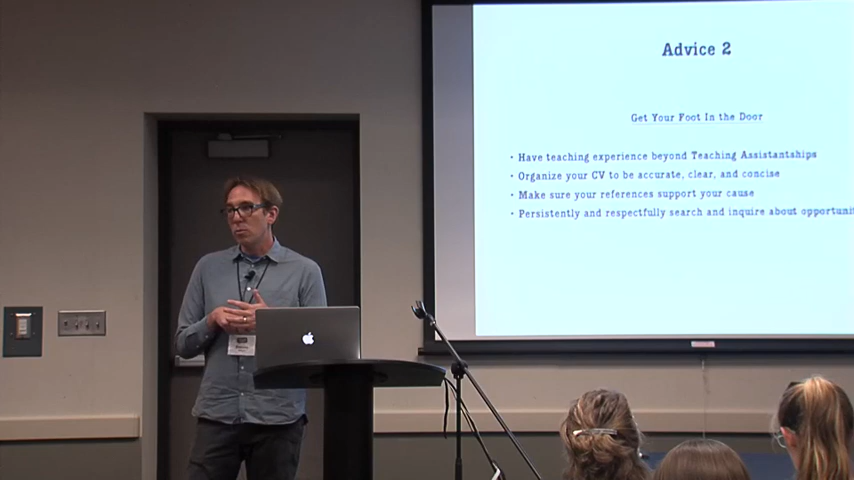 Advice 2
Get Your Foot In the Door
• Have teaching experience beyond Teaching Assistantships
• Organize your CV to be accurate, clear, and concise
• Make sure your references support your cause
• Persistently and respectfully search and inquire about